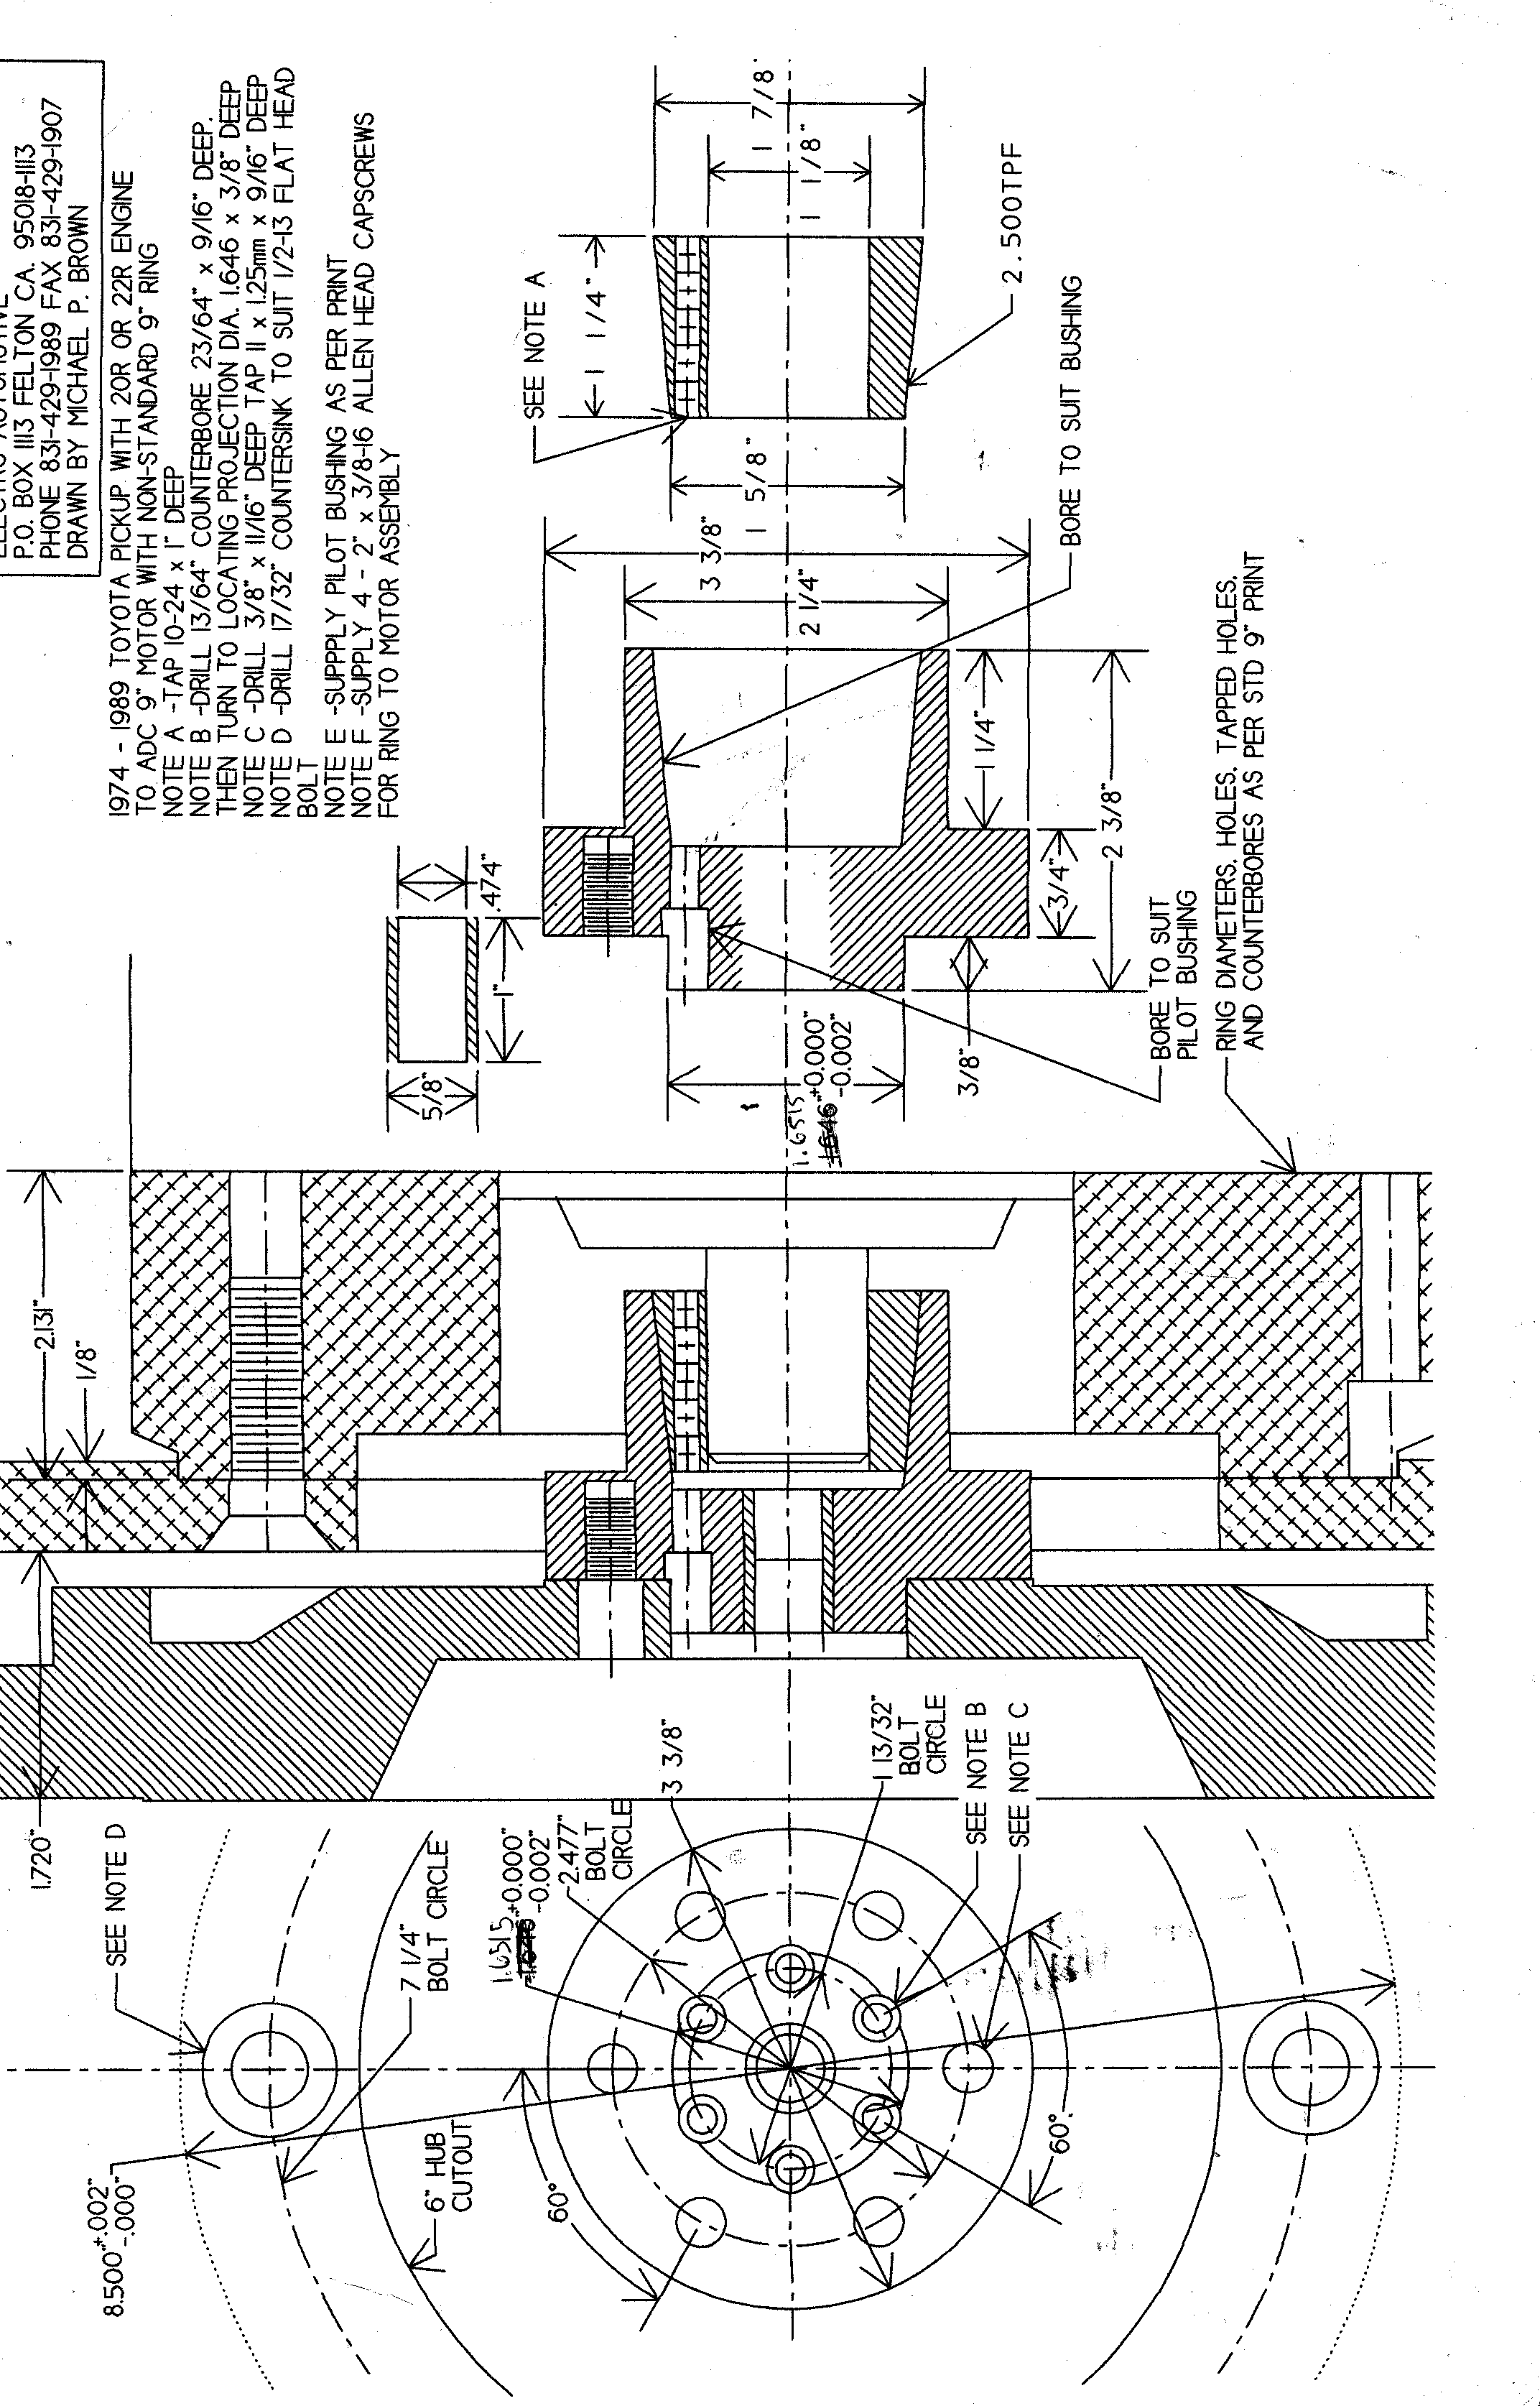 P.O. BOX 1113 FELTON CA. 95018-1113
PHONE 831-429-1989 FAX 831-429-1907
DRAWN BY MICHAEL P. BROWN
1974 - 1989 TOYOTA PICKUP WITH 20R OR 22R ENGINE
TO ADC 9" MOTOR WITH NON-STANDARD 9" RING
NOTE A -TAP 10-24 x 1" DEEP
NOTE B -DRILL 13/64" COUNTERBORE 23/64" x 9/16" DEEP.
THEN TURN TO LOCATING PROJECTION DIA. 1.646 x 3/8" DEEP
NOTE C -DRILL 3/8" x 11/16" DEEP TAP 11 x 1.25mm x 9/16" DEEP
NOTE D -DRILL 17/32" COUNTERSINK TO SUIT 1/2-13 FLAT HEAD
BOLT
NOTE E -SUPPPLY PILOT BUSHING AS PER PRINT
NOTE F -SUPPLY 4 - 2" x 3/8-16 ALLEN HEAD CAPSCREWS
FOR RING TO MOTOR ASSEMBLY
8.500" +.002"
-.000"
SEE NOTE D
7 1/4"
BOLT CIRCLE
6" HUB
CUTOUT
60°
1.6515
1.646" +0.000"
-0.002"
2.477"
BOLT
CIRCLE
3 3/8"
1 13/32"
BOLT
CIRCLE
SEE NOTE B
SEE NOTE C
60°
1.720"
2.131"
1/8"
5/8"
1"
.474"
1.6515
1.646" +0.000"
-0.002"
3/8"
3/4"
2 3/8"
1 1/4"
3 3/8"
2 1/4"
BORE TO SUIT
PILOT BUSHING
RING DIAMETERS, HOLES, TAPPED HOLES,
AND COUNTERBORES AS PER STD 9" PRINT
BORE TO SUIT BUSHING
SEE NOTE A
1 1/4"
1 5/8"
1 1/8"
1 7/8"
2.500TPF